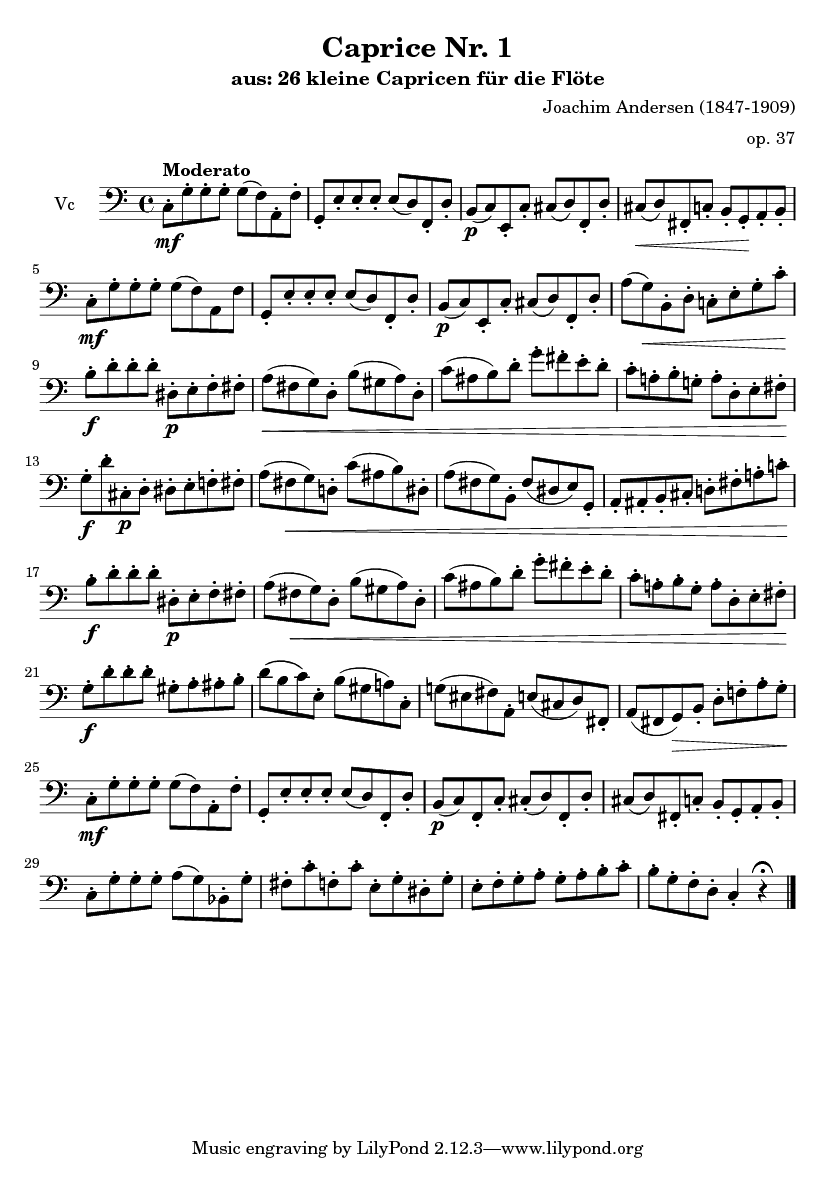 Caprice Nr. 1
aus: 26 kleine Capricen für die Flöte
Joachim Andersen (1847-1909)
op. 37
Moderato
Vc
mf
p
5
mf
p
9
f
p
13
f
p
17
f
p
21
f
25
mf
p
29
Music engraving by LilyPond 2.12.3—www.lilypond.org